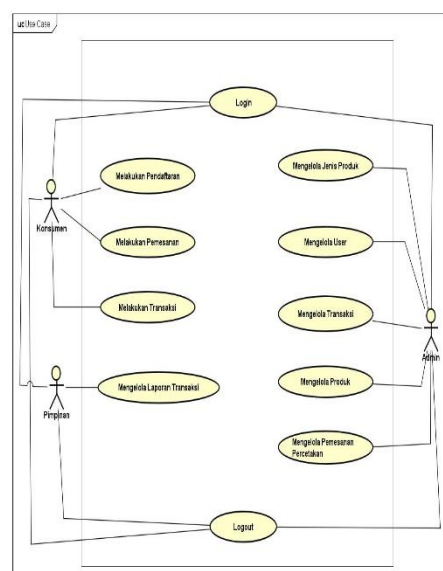 uc Use Case
Login
Melakukan Pendaftaran
Mengelola Jenis Produk
Konsumen
Melakukan Pemesanan
Mengelola User
Melakukan Transaksi
Mengelola Transaksi
Admin
Mengelola Laporan Transaksi
Mengelola Produk
Pimpinan
Mengelola Pemesanan
Percetakan
Logout